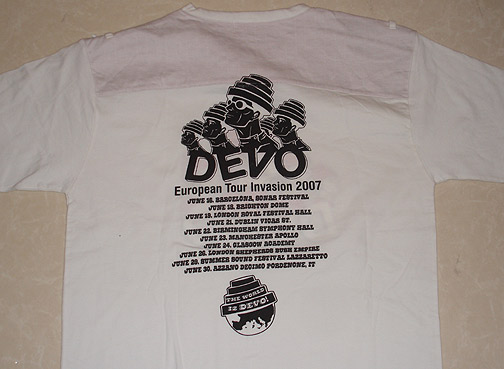 DEVO
European Tour Invasion 2007
JUNE 16. BARCELONA, SONAR FESTIVAL
JUNE 18. BRIGHTON DOME
JUNE 19. LONDON ROYAL FESTIVAL HALL
JUNE 21. DUBLIN VICAR ST.
JUNE 22. BIRMINGHAM SYMPHONY HALL
JUNE 23. MANCHESTER APOLLO
JUNE 24. GLASGOW ACADEMY
JUNE 26. LONDON SHEPHERDS BUSH EMPIRE
JUNE 28. SUMMER SOUND FESTIVAL LAZZARETTO
JUNE 30. AZZANO DECIMO PORDENONE, IT
THE WORLD
IZ DEVO!